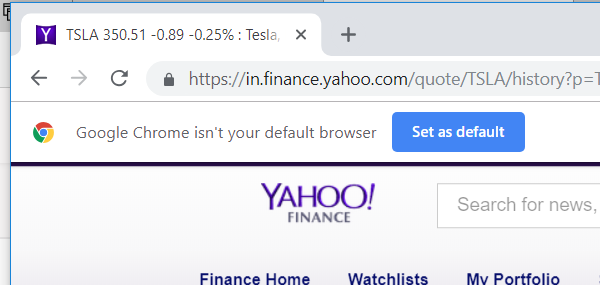 TSLA 350.51 -0.89 -0.25% : Tesla,
https://in.finance.yahoo.com/quote/TSLA/history?p=T
Google Chrome isn't your default browser Set as default
YAHOO!
FINANCE
Search for news,
Finance Home Watchlists My Portfolio